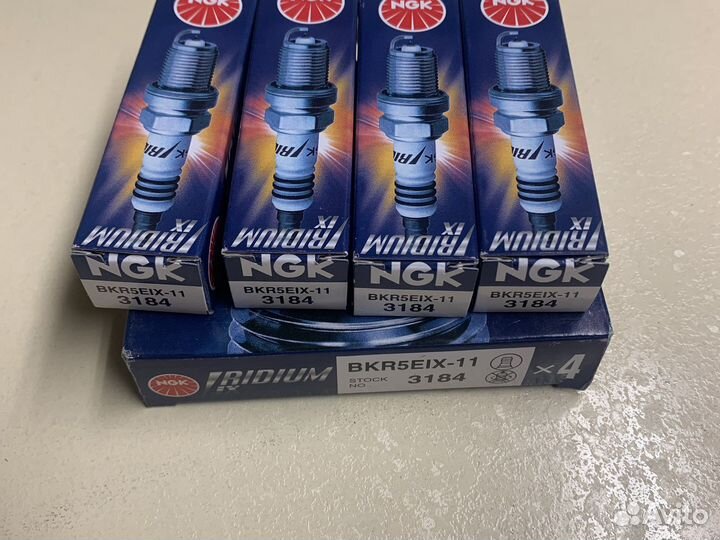 NGK
NGK
NGK
NGK
IRIDIUM
IX
IRIDIUM
IX
IRIDIUM
IX
IRIDIUM
IX
NGK
BKR5EIX-11
3184
NGK
BKR5EIX-11
3184
NGK
BKR5EIX-11
3184
NGK
BKR5EIX-11
3184
NGK
IRIDIUM
IX
BKR5EIX-11
STOCK NO. 3184
×4
Avito